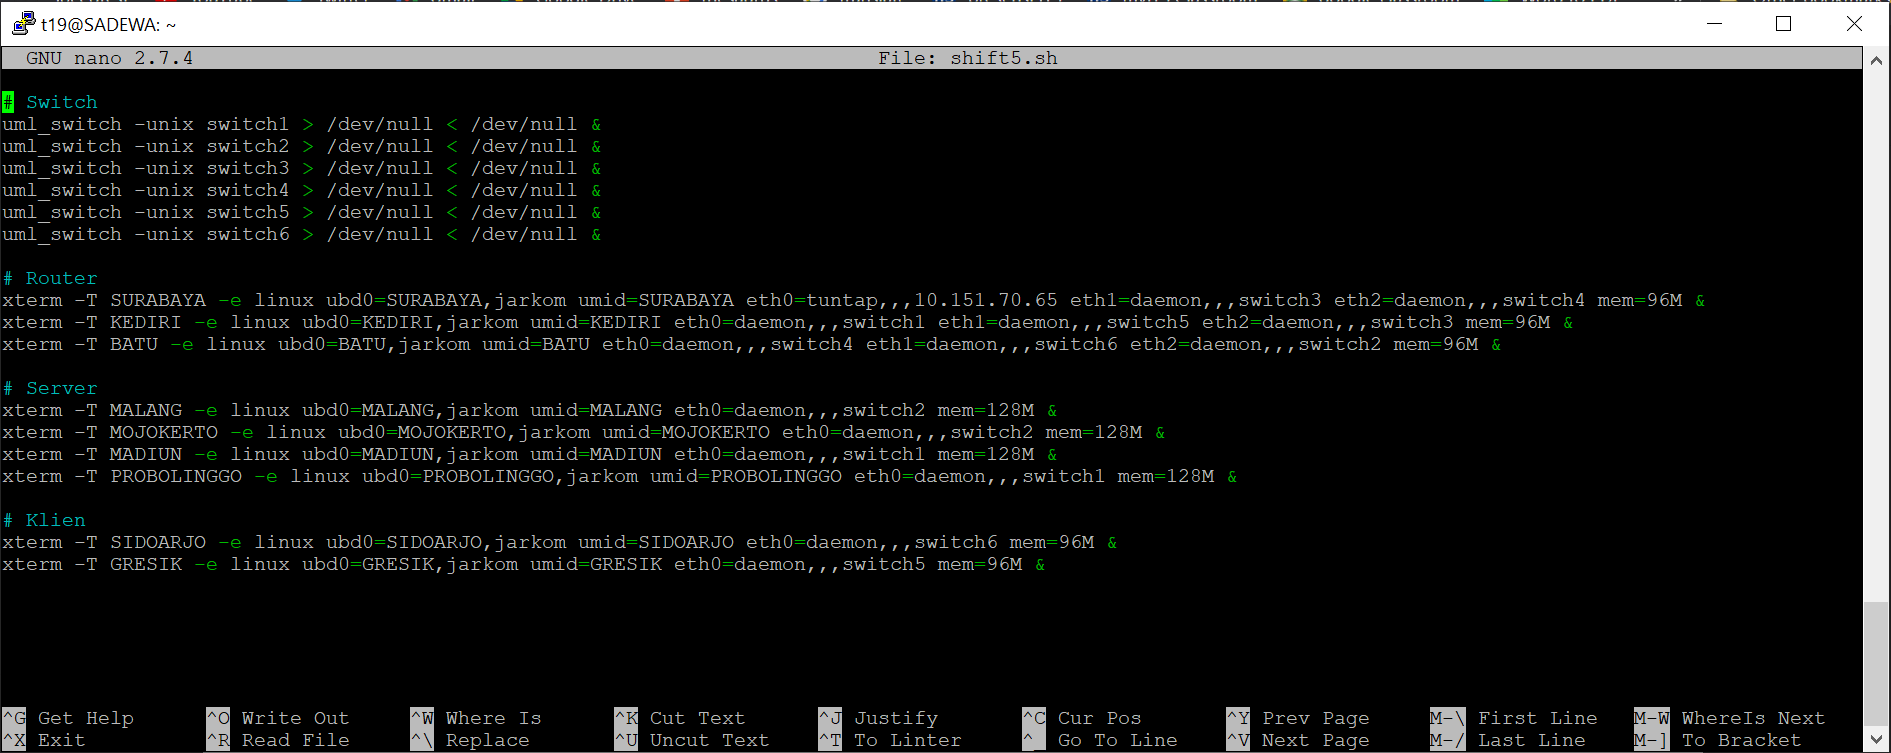 t19@SADEWA: ~
GNU nano 2.7.4 File: shift5.sh
# Switch
uml_switch -unix switch1 > /dev/null < /dev/null &
uml_switch -unix switch2 > /dev/null < /dev/null &
uml_switch -unix switch3 > /dev/null < /dev/null &
uml_switch -unix switch4 > /dev/null < /dev/null &
uml_switch -unix switch5 > /dev/null < /dev/null &
uml_switch -unix switch6 > /dev/null < /dev/null &
# Router
xterm -T SURABAYA -e linux ubd0=SURABAYA,jarkom umid=SURABAYA eth0=tuntap,,,10.151.70.65 eth1=daemon,,,switch3 eth2=daemon,,,switch4 mem=96M &
xterm -T KEDIRI -e linux ubd0=KEDIRI,jarkom umid=KEDIRI eth0=daemon,,,switch1 eth1=daemon,,,switch5 eth2=daemon,,,switch3 mem=96M &
xterm -T BATU -e linux ubd0=BATU,jarkom umid=BATU eth0=daemon,,,switch4 eth1=daemon,,,switch6 eth2=daemon,,,switch2 mem=96M &
# Server
xterm -T MALANG -e linux ubd0=MALANG,jarkom umid=MALANG eth0=daemon,,,switch2 mem=128M &
xterm -T MOJOKERTO -e linux ubd0=MOJOKERTO,jarkom umid=MOJOKERTO eth0=daemon,,,switch2 mem=128M &
xterm -T MADIUN -e linux ubd0=MADIUN,jarkom umid=MADIUN eth0=daemon,,,switch1 mem=128M &
xterm -T PROBOLINGGO -e linux ubd0=PROBOLINGGO,jarkom umid=PROBOLINGGO eth0=daemon,,,switch1 mem=128M &
# Klien
xterm -T SIDOARJO -e linux ubd0=SIDOARJO,jarkom umid=SIDOARJO eth0=daemon,,,switch6 mem=96M &
xterm -T GRESIK -e linux ubd0=GRESIK,jarkom umid=GRESIK eth0=daemon,,,switch5 mem=96M &
^G Get Help ^O Write Out ^W Where Is ^K Cut Text ^J Justify ^C Cur Pos ^Y Prev Page M-\ First Line M-W WhereIs Next
^X Exit ^R Read File ^\ Replace ^U Uncut Text ^T To Linter ^_ Go To Line ^V Next Page M-/ Last Line M-] To Bracket